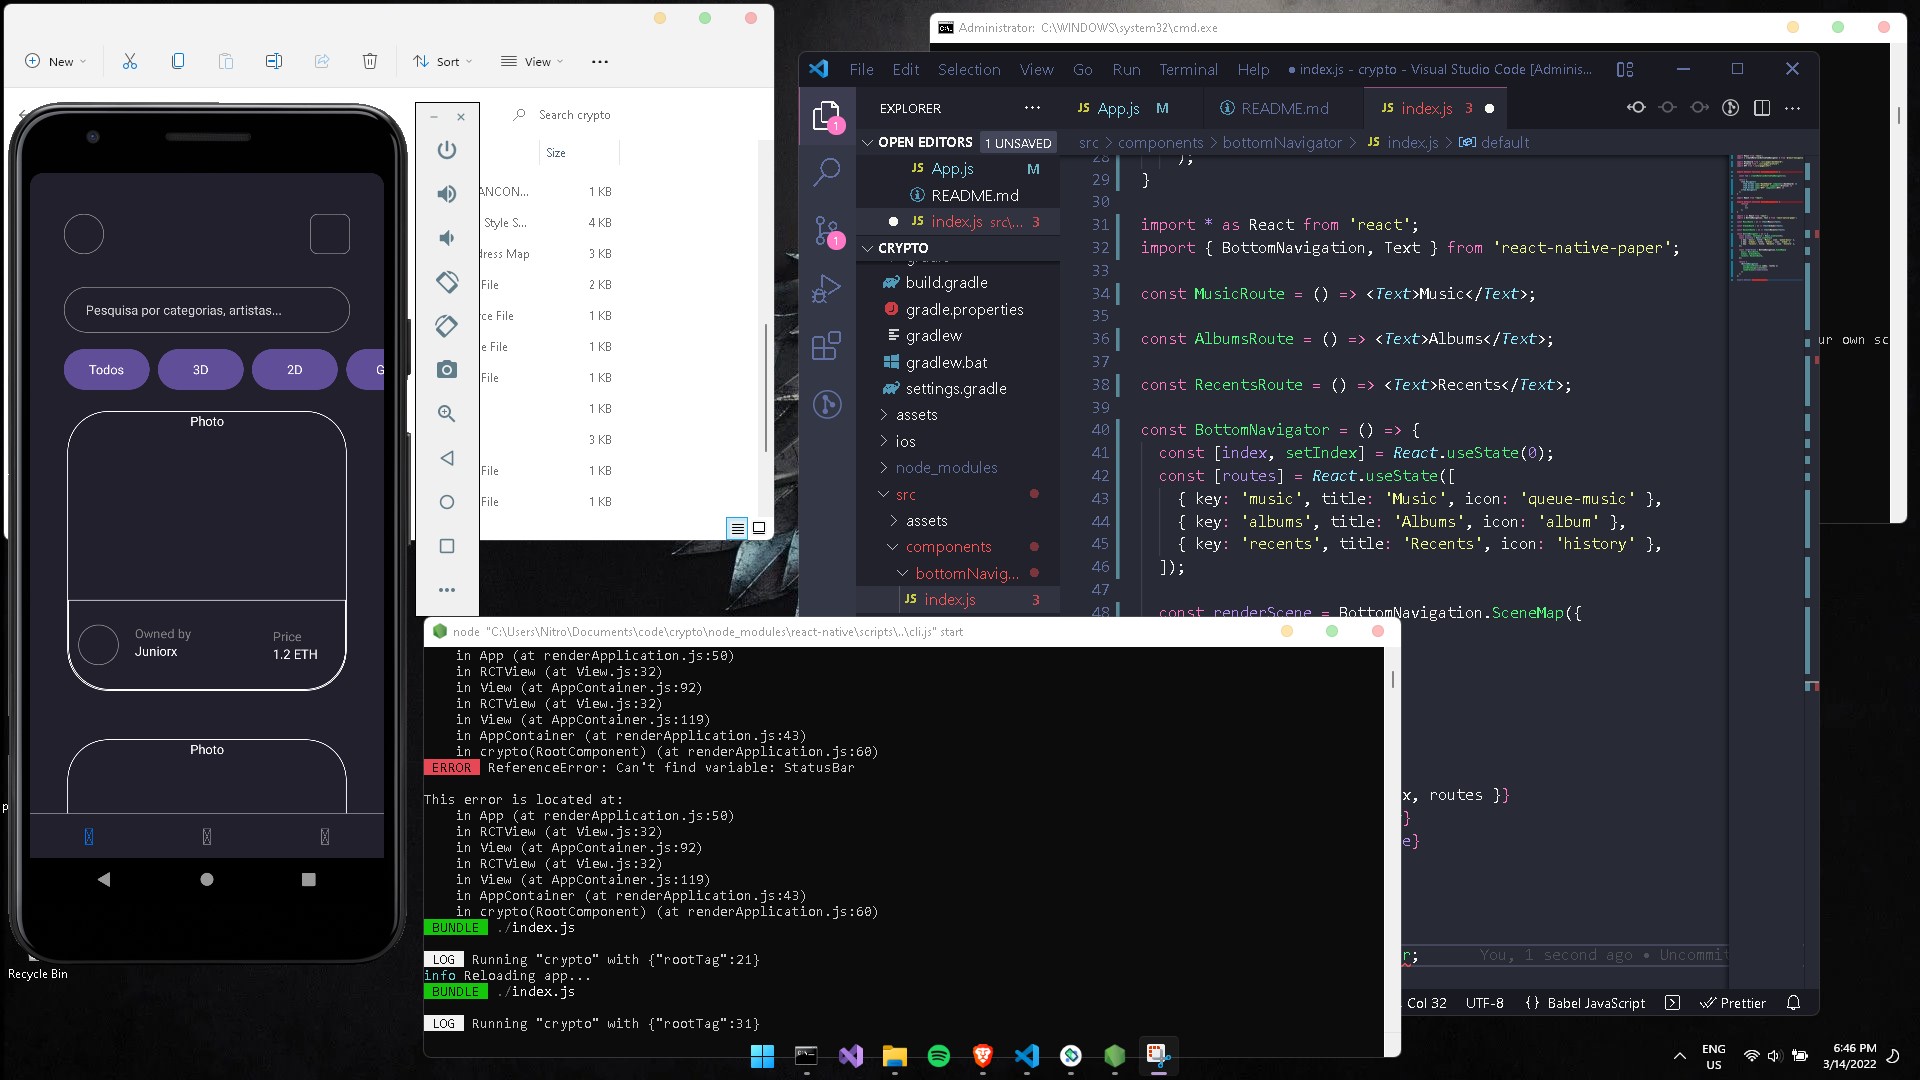 New
Sort
View
Search crypto
Size
ANCON... 1 KB
Style S... 4 KB
dress Map 3 KB
File 2 KB
rce File 1 KB
e File 1 KB
File 1 KB
1 KB
3 KB
File 1 KB
File 1 KB
Pesquisa por categorias, artistas...
Todos 3D 2D G
Photo
Owned by
Juniorx
Price
1.2 ETH
Photo
Recycle Bin
Administrator: C:\WINDOWS\system32\cmd.exe
ur own sc
File Edit Selection View Go Run Terminal Help ● index.js - crypto - Visual Studio Code [Adminis...
EXPLORER
App.js M
README.md
index.js 3
OPEN EDITORS 1 UNSAVED
App.js M
README.md
index.js src\... 3
CRYPTO
build.gradle
gradle.properties
gradlew
gradlew.bat
settings.gradle
assets
ios
node_modules
src
assets
components
bottomNavig...
index.js 3
1
1
src > components > bottomNavigator > index.js > default
28 );
29 }
30
31 import * as React from 'react';
32 import { BottomNavigation, Text } from 'react-native-paper';
33
34 const MusicRoute = () => <Text>Music</Text>;
35
36 const AlbumsRoute = () => <Text>Albums</Text>;
37
38 const RecentsRoute = () => <Text>Recents</Text>;
39
40 const BottomNavigator = () => {
41 const [index, setIndex] = React.useState(0);
42 const [routes] = React.useState([
43 { key: 'music', title: 'Music', icon: 'queue-music' },
44 { key: 'albums', title: 'Albums', icon: 'album' },
45 { key: 'recents', title: 'Recents', icon: 'history' },
46 ]);
47
48 const renderScene = BottomNavigation.SceneMap({
x, routes }}
}
e}
r; You, 1 second ago • Uncommit
Col 32 UTF-8 {} Babel JavaScript Prettier
node "C:\Users\Nitro\Documents\code\crypto\node_modules\react-native\scripts\..\cli.js" start
in App (at renderApplication.js:50)
in RCTView (at View.js:32)
in View (at AppContainer.js:92)
in RCTView (at View.js:32)
in View (at AppContainer.js:119)
in AppContainer (at renderApplication.js:43)
in crypto(RootComponent) (at renderApplication.js:60)
ERROR ReferenceError: Can't find variable: StatusBar
This error is located at:
in App (at renderApplication.js:50)
in RCTView (at View.js:32)
in View (at AppContainer.js:92)
in RCTView (at View.js:32)
in View (at AppContainer.js:119)
in AppContainer (at renderApplication.js:43)
in crypto(RootComponent) (at renderApplication.js:60)
BUNDLE ./index.js
LOG Running "crypto" with {"rootTag":21}
info Reloading app...
BUNDLE ./index.js
LOG Running "crypto" with {"rootTag":31}
ENG
US
6:46 PM
3/14/2022